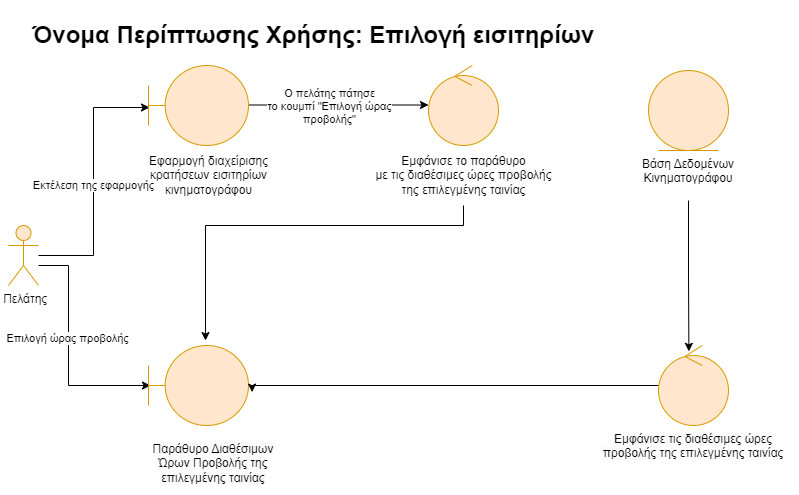 Όνομα Περίπτωσης Χρήσης: Επιλογή εισιτηρίων
Ο πελάτης πάτησε
το κουμπί "Επιλογή ώρας
προβολής"
Εφαρμογή διαχείρισης
κρατήσεων εισιτηρίων
κινηματογράφου
Εμφάνισε το παράθυρο
με τις διαθέσιμες ώρες προβολής
της επιλεγμένης ταινίας
Βάση Δεδομένων
Κινηματογράφου
Εκτέλεση της εφαρμογής
Πελάτης
Επιλογή ώρας προβολής
Παράθυρο Διαθέσιμων
Ώρων Προβολής της
επιλεγμένης ταινίας
Εμφάνισε τις διαθέσιμες ώρες
προβολής της επιλεγμένης ταινίας